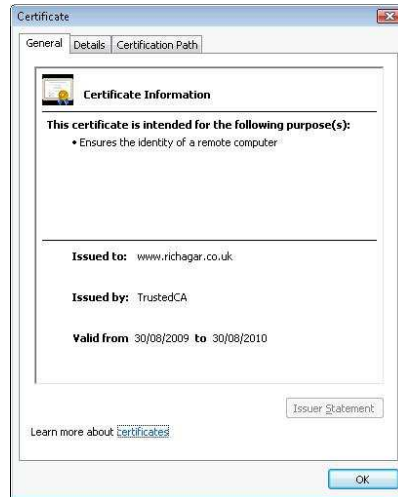 Certificate
General Details Certification Path
Certificate Information
This certificate is intended for the following purpose(s):
• Ensures the identity of a remote computer
Issued to: www.richagar.co.uk
Issued by: TrustedCA
Valid from 30/08/2009 to 30/08/2010
Issuer Statement
Learn more about certificates
OK